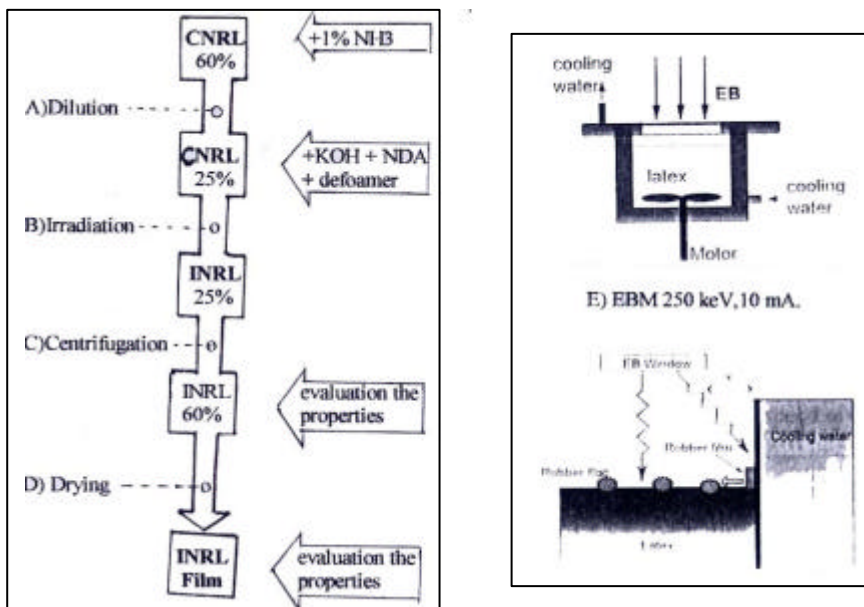 CNRL
60%
+1% NH3
A)Dilution
CNRL
25%
+KOH + NDA
+ defoamer
B)Irradiation
INRL
25%
C)Centrifugation
INRL
60%
evaluation the
properties
D) Drying
INRL
Film
evaluation the
properties
cooling
water
EB
latex
cooling
water
Motor
E) EBM 250 keV,10 mA.
EB Window
Cooling water
Rubber
Rubber
Latex